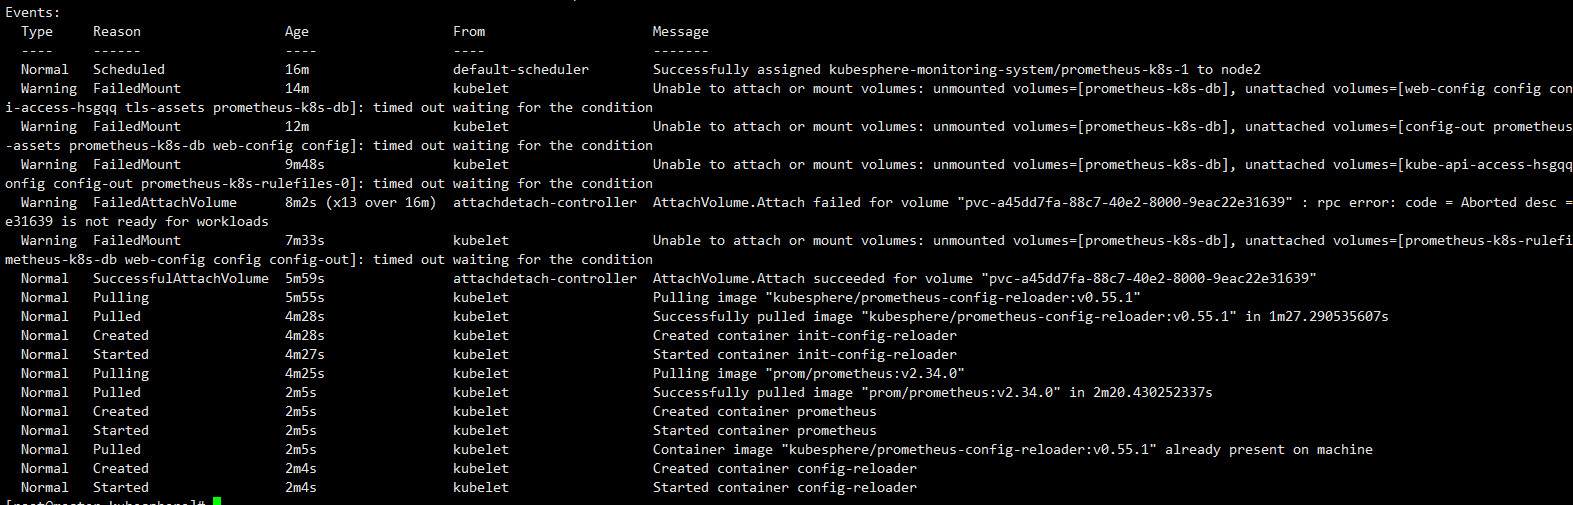 Events:
Type Reason Age From Message
---- ------ ---- ---- -------
Normal Scheduled 16m default-scheduler Successfully assigned kubesphere-monitoring-system/prometheus-k8s-1 to node2
Warning FailedMount 14m kubelet Unable to attach or mount volumes: unmounted volumes=[prometheus-k8s-db], unattached volumes=[web-config config con
i-access-hsgqq tls-assets prometheus-k8s-db]: timed out waiting for the condition
Warning FailedMount 12m kubelet Unable to attach or mount volumes: unmounted volumes=[prometheus-k8s-db], unattached volumes=[config-out prometheus
-assets prometheus-k8s-db web-config config]: timed out waiting for the condition
Warning FailedMount 9m48s kubelet Unable to attach or mount volumes: unmounted volumes=[prometheus-k8s-db], unattached volumes=[kube-api-access-hsgqq
onfig config-out prometheus-k8s-rulefiles-0]: timed out waiting for the condition
Warning FailedAttachVolume 8m2s (x13 over 16m) attachdetach-controller AttachVolume.Attach failed for volume "pvc-a45dd7fa-88c7-40e2-8000-9eac22e31639" : rpc error: code = Aborted desc =
e31639 is not ready for workloads
Warning FailedMount 7m33s kubelet Unable to attach or mount volumes: unmounted volumes=[prometheus-k8s-db], unattached volumes=[prometheus-k8s-rulefi
metheus-k8s-db web-config config config-out]: timed out waiting for the condition
Normal SuccessfulAttachVolume 5m59s attachdetach-controller AttachVolume.Attach succeeded for volume "pvc-a45dd7fa-88c7-40e2-8000-9eac22e31639"
Normal Pulling 5m55s kubelet Pulling image "kubesphere/prometheus-config-reloader:v0.55.1"
Normal Pulled 4m28s kubelet Successfully pulled image "kubesphere/prometheus-config-reloader:v0.55.1" in 1m27.290535607s
Normal Created 4m28s kubelet Created container init-config-reloader
Normal Started 4m27s kubelet Started container init-config-reloader
Normal Pulling 4m25s kubelet Pulling image "prom/prometheus:v2.34.0"
Normal Pulled 2m5s kubelet Successfully pulled image "prom/prometheus:v2.34.0" in 2m20.430252337s
Normal Created 2m5s kubelet Created container prometheus
Normal Started 2m5s kubelet Started container prometheus
Normal Pulled 2m5s kubelet Container image "kubesphere/prometheus-config-reloader:v0.55.1" already present on machine
Normal Created 2m4s kubelet Created container config-reloader
Normal Started 2m4s kubelet Started container config-reloader
[root@master kubesphere]#